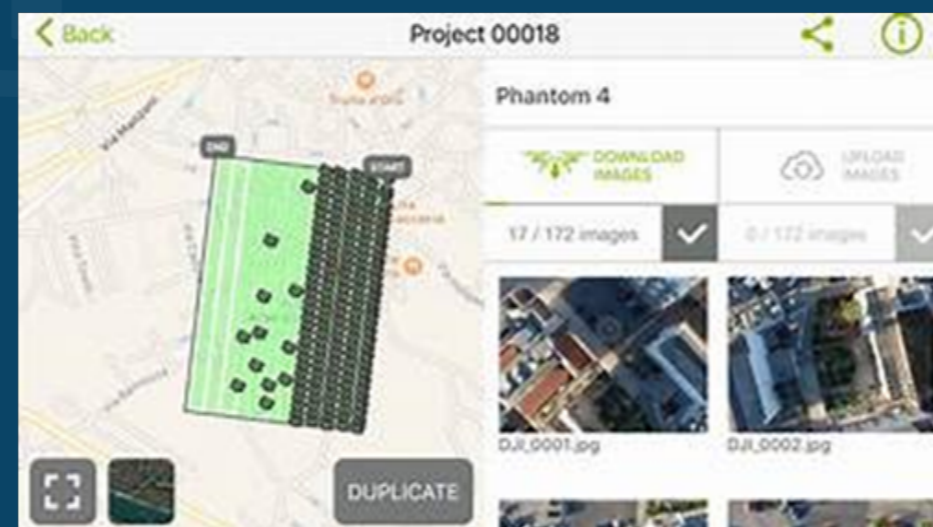 Back
Project 00018
Phantom 4
DOWNLOAD
IMAGES
UPLOAD
IMAGES
17 / 172 images
0 / 172 images
Via Manzoni
END
START
DUPLICATE
DJI_0001.jpg
DJI_0002.jpg